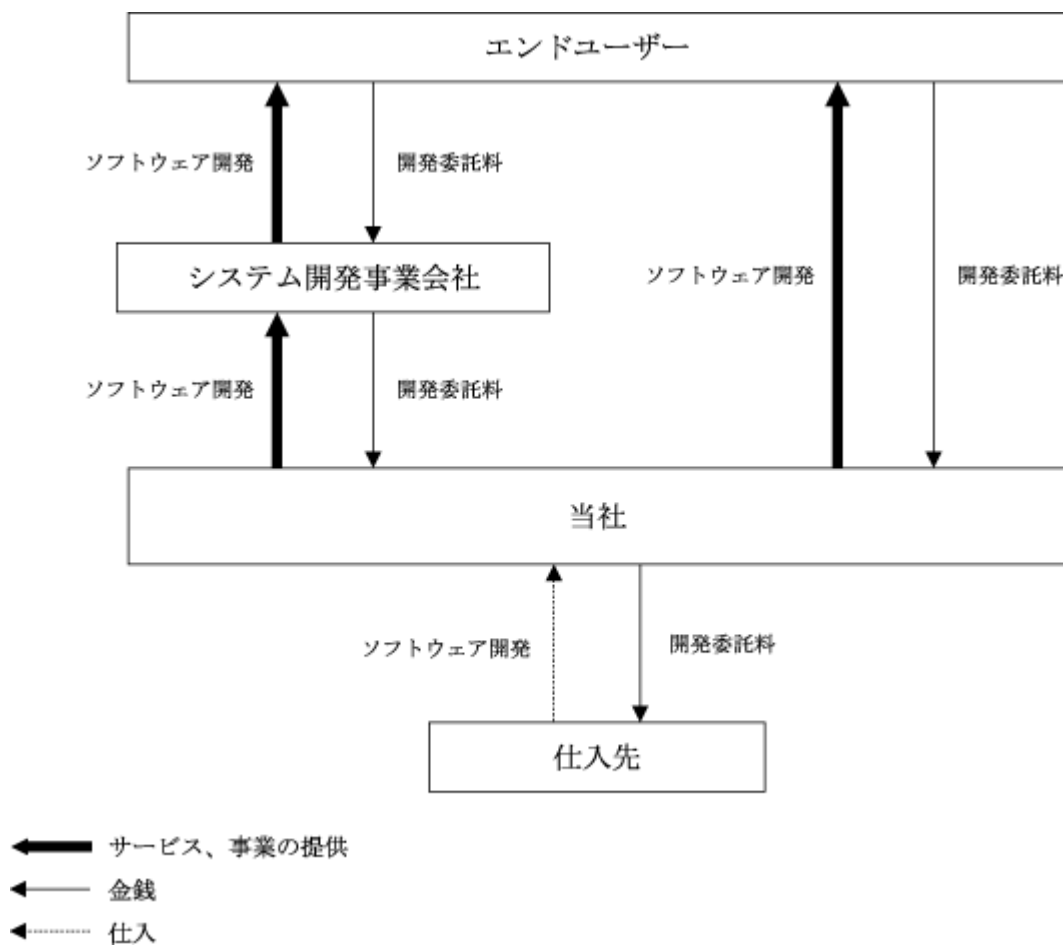 エンドユーザー
ソフトウェア開発
開発委託料
システム開発事業会社
ソフトウェア開発
開発委託料
ソフトウェア開発
開発委託料
当社
ソフトウェア開発
開発委託料
仕入先
サービス、事業の提供
金銭
仕入